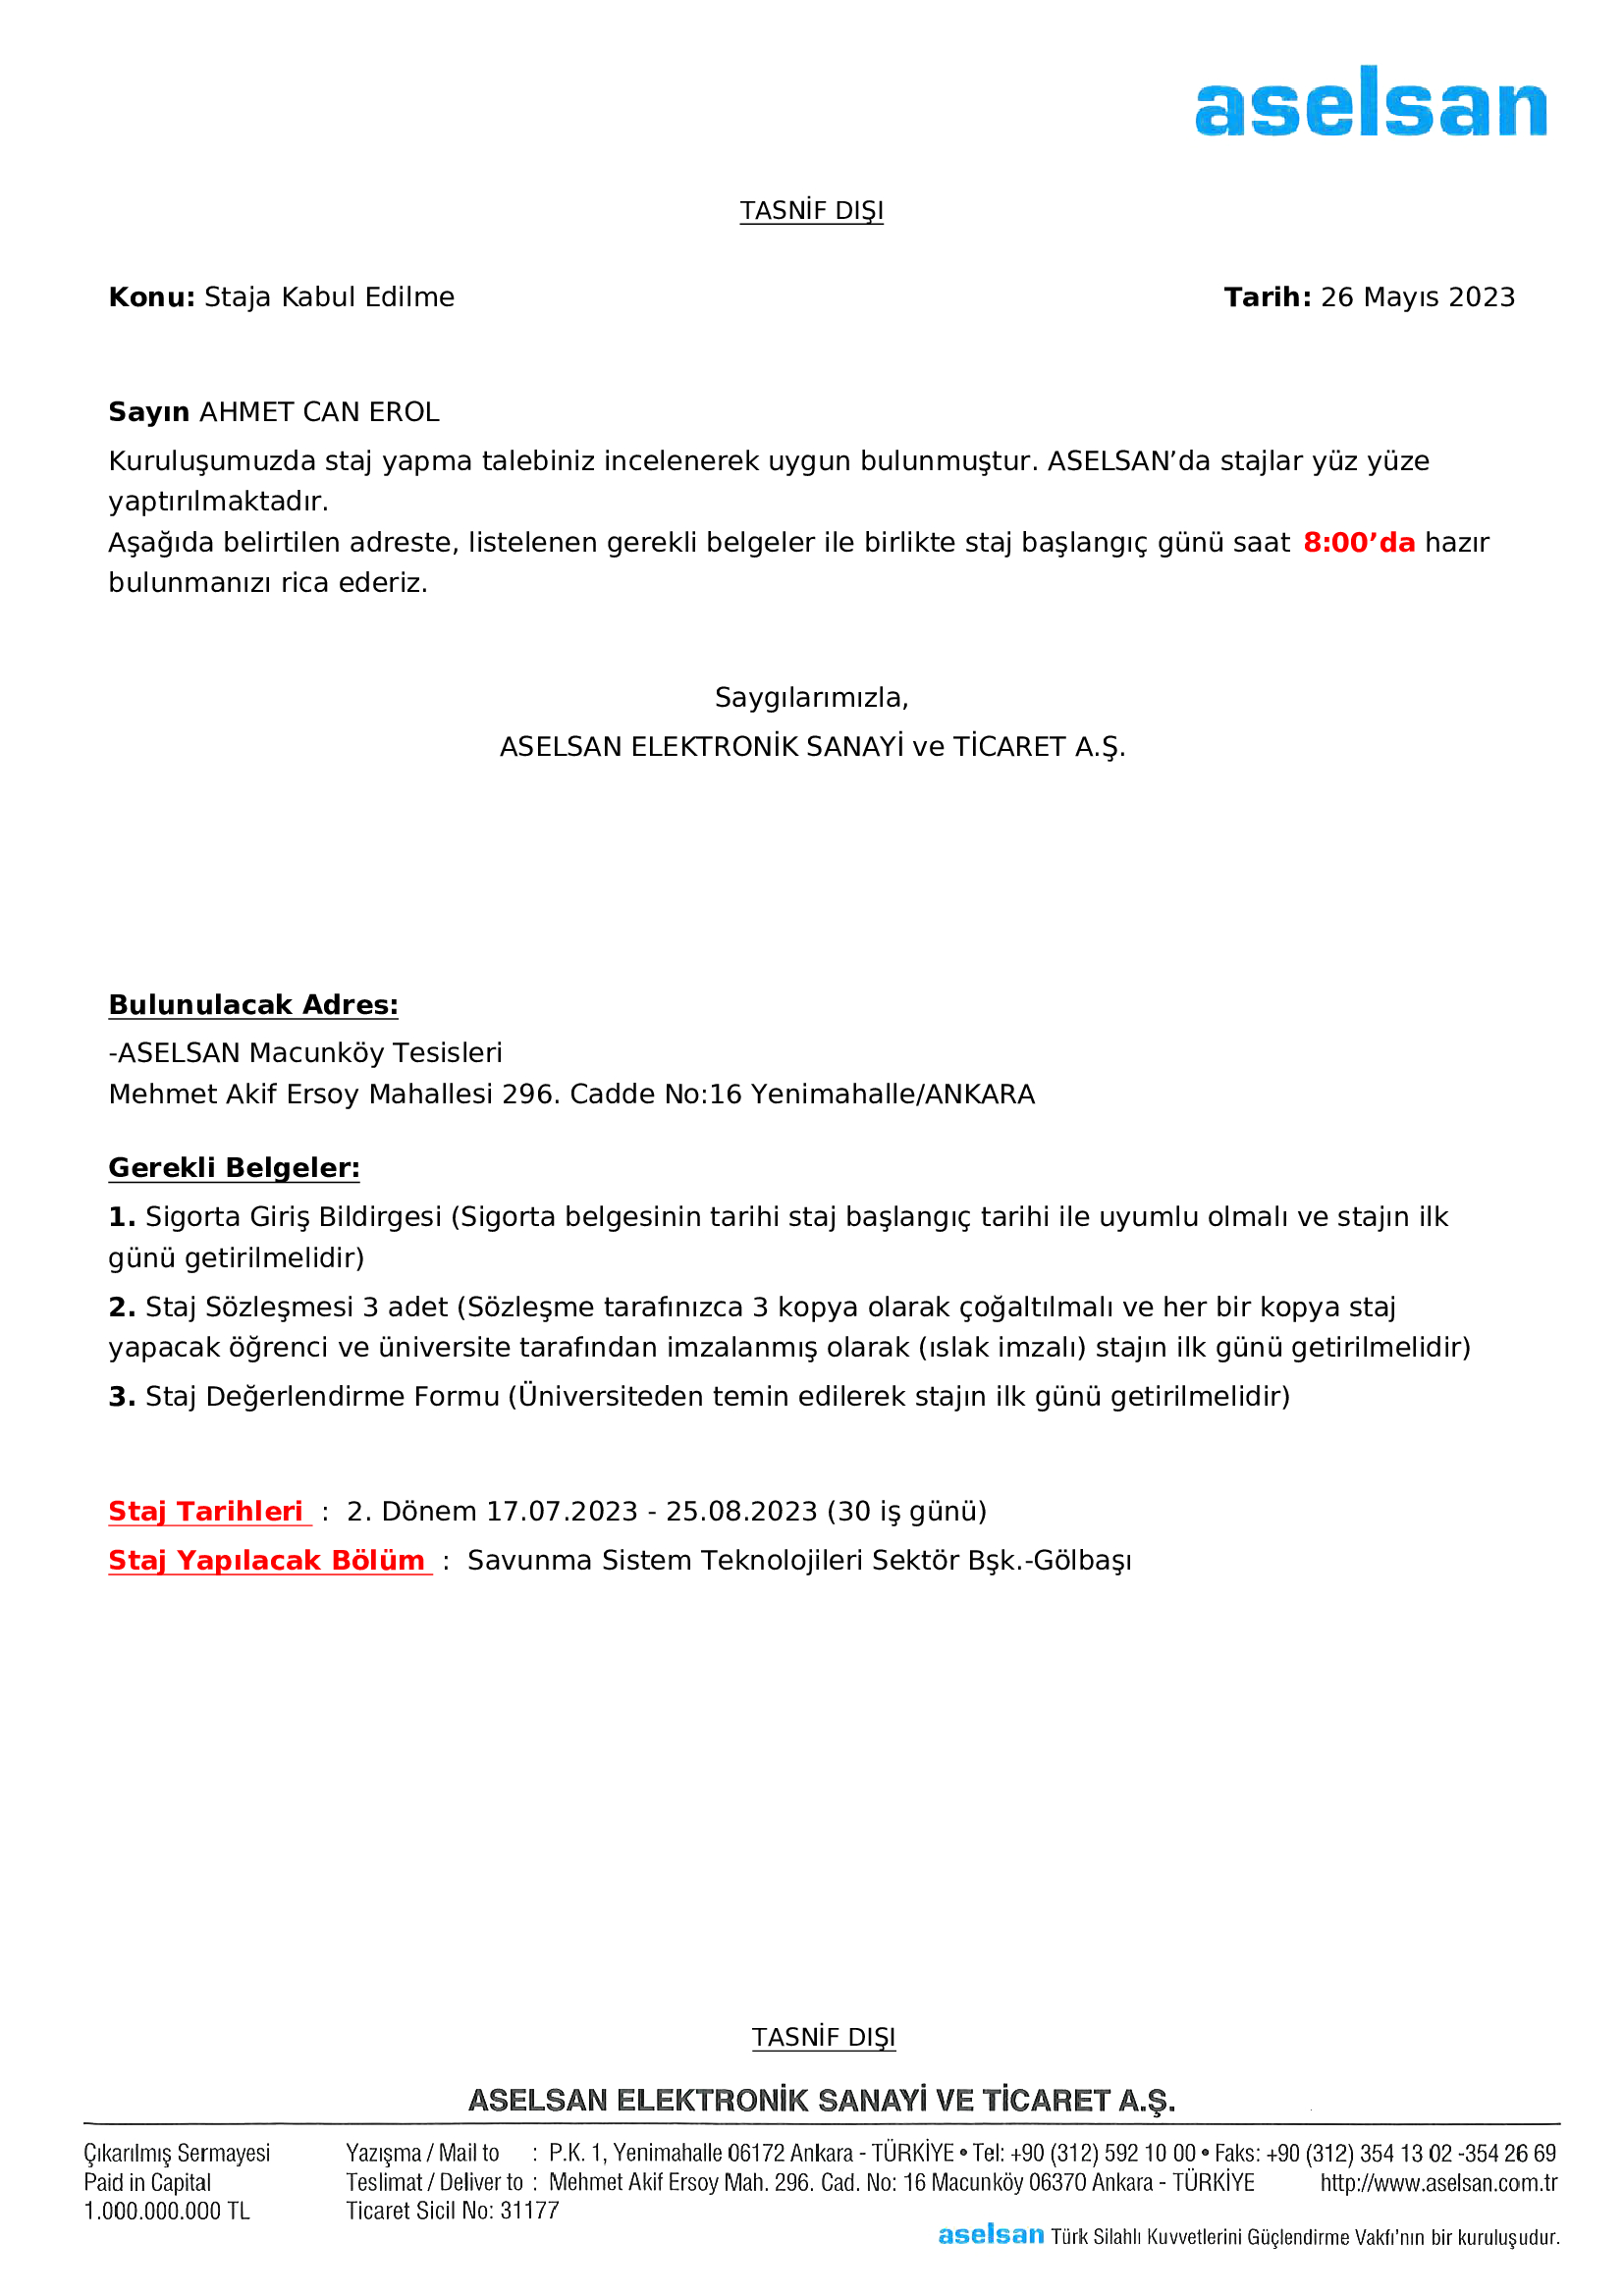 aselsan
TASNİF DIŞI
Konu: Staja Kabul Edilme Tarih: 26 Mayıs 2023
Sayın AHMET CAN EROL
Kuruluşumuzda staj yapma talebiniz incelenerek uygun bulunmuştur. ASELSAN’da stajlar yüz yüze
yaptırılmaktadır.
Aşağıda belirtilen adreste, listelenen gerekli belgeler ile birlikte staj başlangıç günü saat 8:00’da hazır
bulunmanızı rica ederiz.
Saygılarımızla,
ASELSAN ELEKTRONİK SANAYİ ve TİCARET A.Ş.
Bulunulacak Adres:
-ASELSAN Macunköy Tesisleri
Mehmet Akif Ersoy Mahallesi 296. Cadde No:16 Yenimahalle/ANKARA
Gerekli Belgeler:
1. Sigorta Giriş Bildirgesi (Sigorta belgesinin tarihi staj başlangıç tarihi ile uyumlu olmalı ve stajın ilk
günü getirilmelidir)
2. Staj Sözleşmesi 3 adet (Sözleşme tarafınızca 3 kopya olarak çoğaltılmalı ve her bir kopya staj
yapacak öğrenci ve üniversite tarafından imzalanmış olarak (ıslak imzalı) stajın ilk günü getirilmelidir)
3. Staj Değerlendirme Formu (Üniversiteden temin edilerek stajın ilk günü getirilmelidir)
Staj Tarihleri : 2. Dönem 17.07.2023 - 25.08.2023 (30 iş günü)
Staj Yapılacak Bölüm : Savunma Sistem Teknolojileri Sektör Bşk.-Gölbaşı
TASNİF DIŞI
ASELSAN ELEKTRONİK SANAYİ VE TİCARET A.Ş.
Çıkarılmış Sermayesi Yazışma / Mail to : P.K. 1, Yenimahalle 06172 Ankara - TÜRKİYE • Tel: +90 (312) 592 10 00 • Faks: +90 (312) 354 13 02 -354 26 69
Paid in Capital Teslimat / Deliver to : Mehmet Akif Ersoy Mah. 296. Cad. No: 16 Macunköy 06370 Ankara - TÜRKİYE http://www.aselsan.com.tr
1.000.000.000 TL Ticaret Sicil No: 31177
aselsan Türk Silahlı Kuvvetlerini Güçlendirme Vakfı'nın bir kuruluşudur.